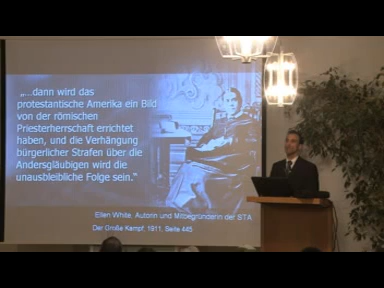 „...dann wird das
protestantische Amerika ein Bild
von der römischen
Priesterherrschaft errichtet
haben, und die Verhängung
bürgerlicher Strafen über die
Andersgläubigen wird die
unausbleibliche Folge sein.“
Ellen White, Autorin und Mitbegründerin der STA
Der Große Kampf, 1911, Seite 445